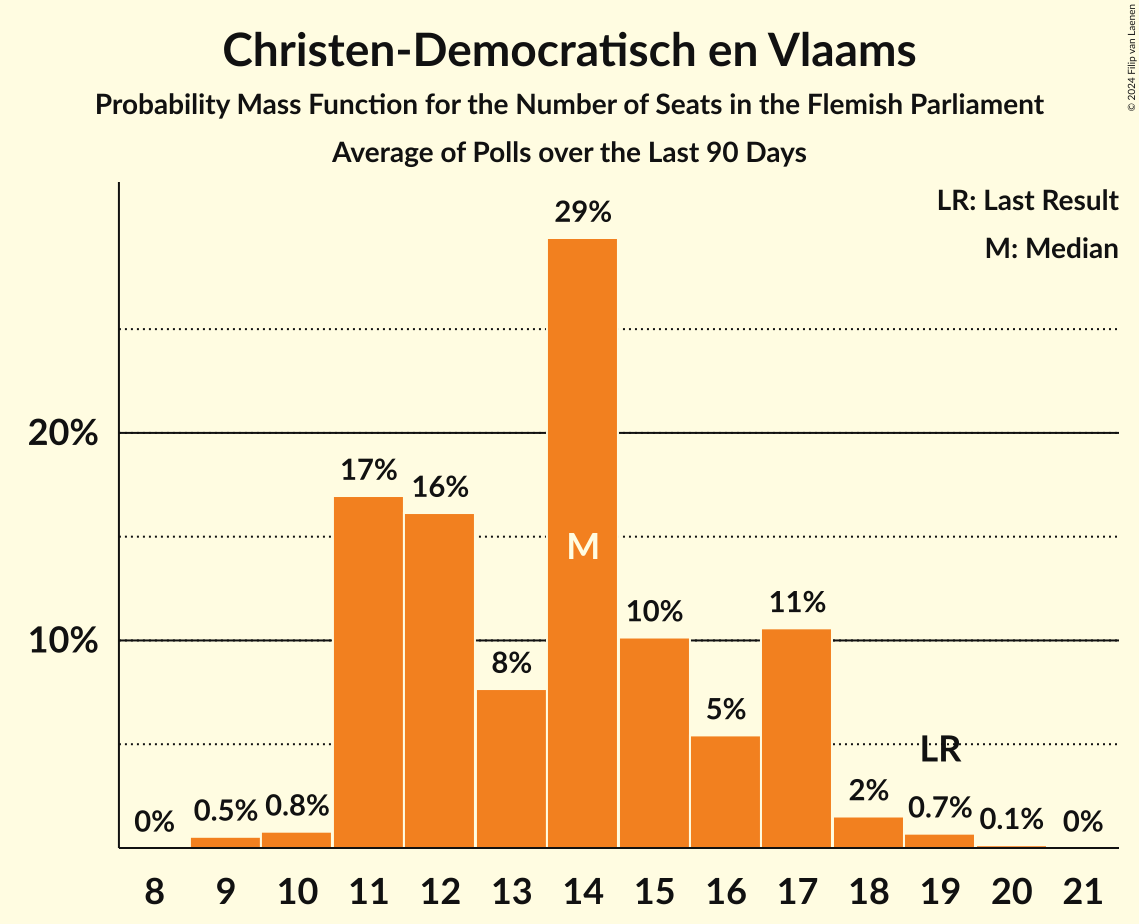 Christen-Democratisch en Vlaams
Probability Mass Function for the Number of Seats in the Flemish Parliament
Average of Polls over the Last 90 Days
© 2024 Filip van Laenen
LR: Last Result
M: Median
29%
20%
17%
16%
M
10%
11%
10%
8%
5%
LR
2%
0%
0.5%
0.8%
0.7%
0.1%
0%
8 9 10 11 12 13 14 15 16 17 18 19 20 21